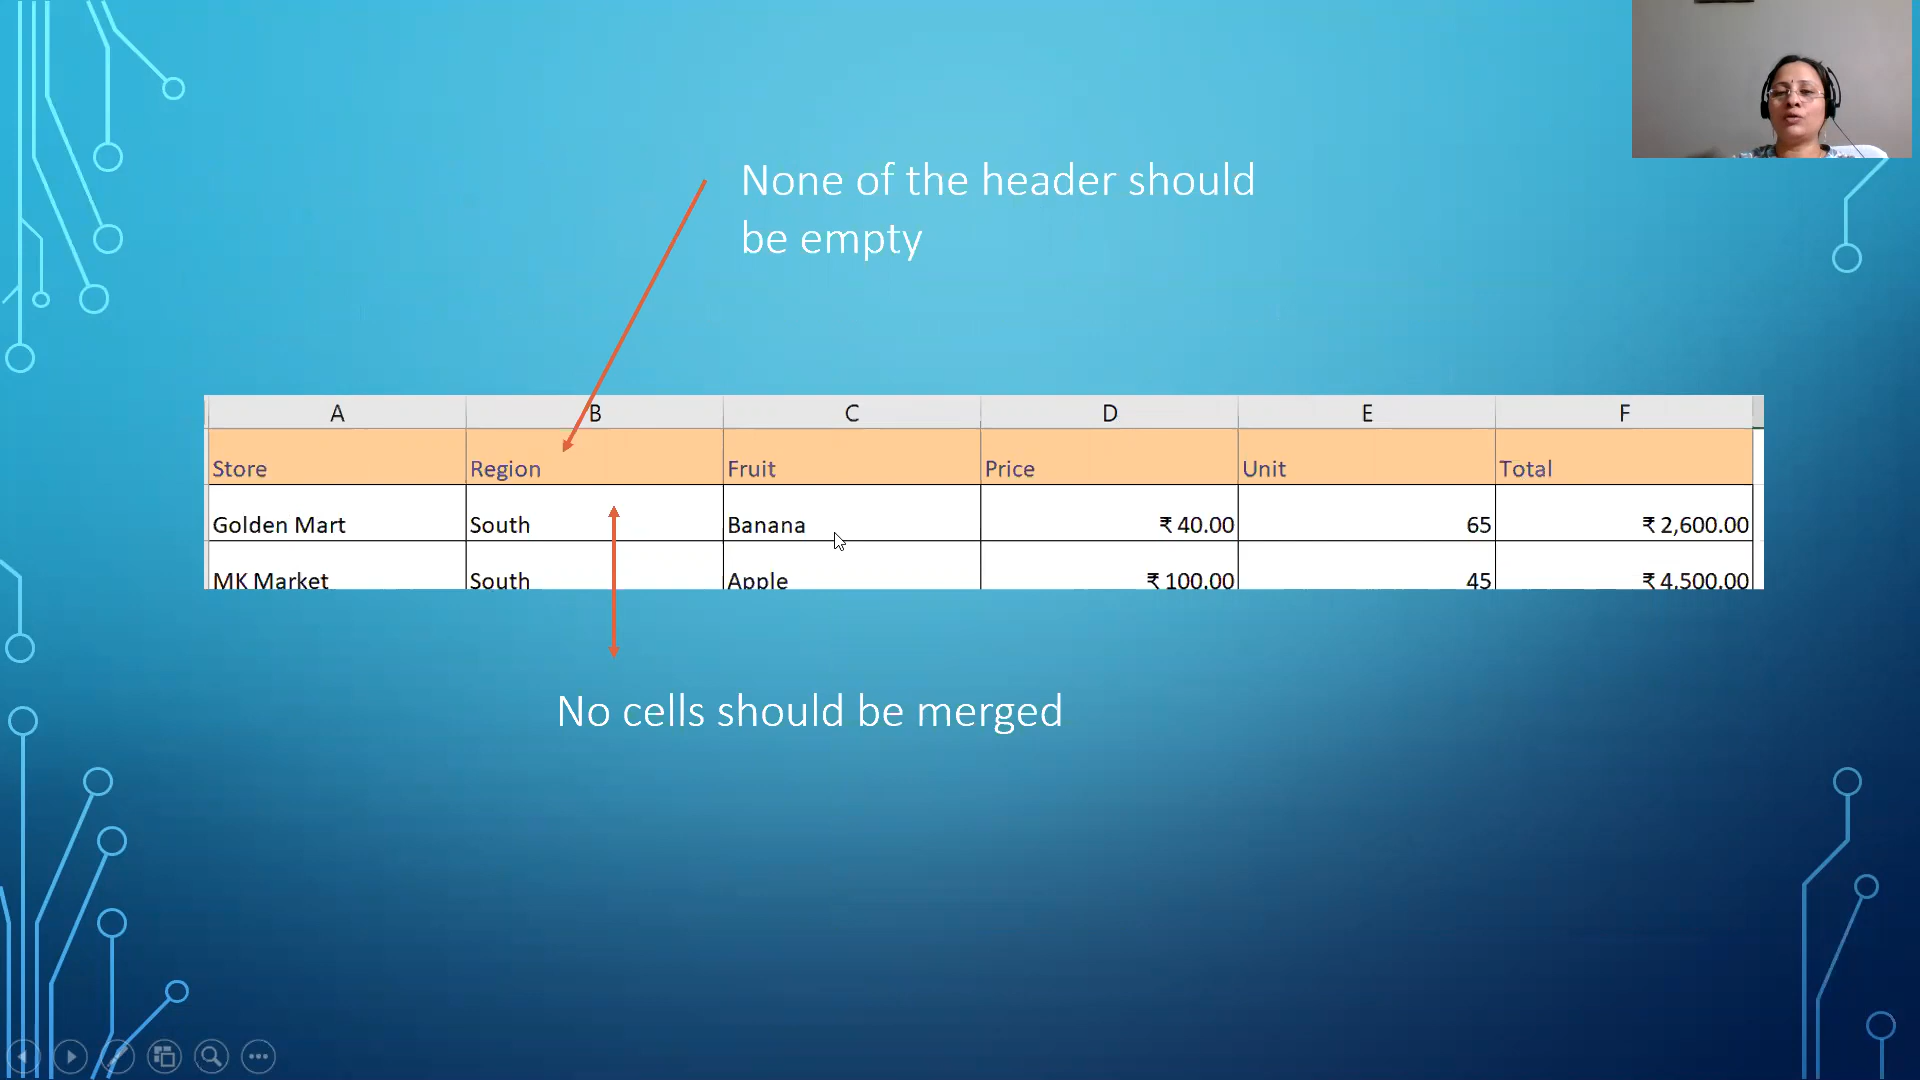 None of the header should
be empty
A B C D E F
Store Region Fruit Price Unit Total
Golden Mart South Banana ₹ 40.00 65 ₹ 2,600.00
MK Market South Apple ₹ 100.00 45 ₹ 4,500.00
No cells should be merged